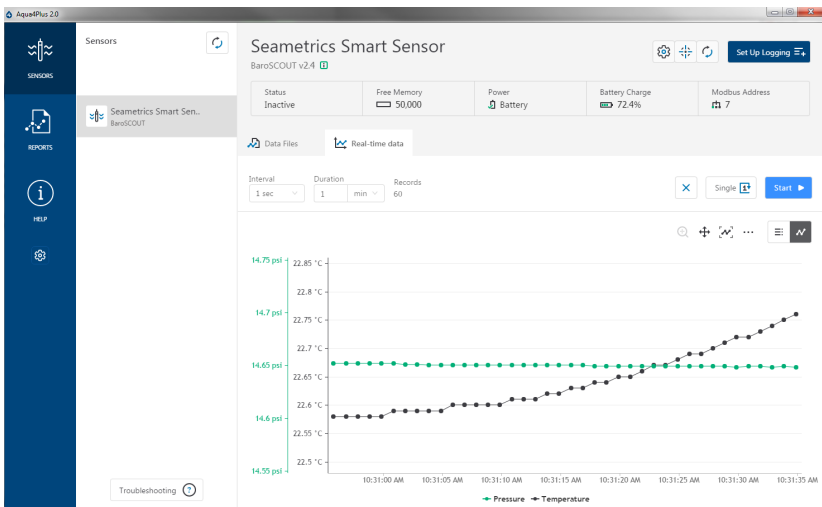 Aqua4Plus 2.0
SENSORS
REPORTS
HELP
Sensors
Seametrics Smart Sen..
BaroSCOUT
Troubleshooting ?
Seametrics Smart Sensor
BaroSCOUT v2.4
Set Up Logging
Status Free Memory Power Battery Charge Modbus Address
Inactive 50,000 Battery 72.4% 7
Data Files Real-time data
Interval Duration Records
1 sec 1 min 60
Single Start
14.75 psi 22.85 °C
22.8 °C
14.7 psi 22.75 °C
22.7 °C
14.65 psi 22.65 °C
14.6 psi 22.6 °C
22.55 °C
14.55 psi 22.5 °C
10:31:00 AM 10:31:05 AM 10:31:10 AM 10:31:15 AM 10:31:20 AM 10:31:25 AM 10:31:30 AM 10:31:35 AM
Pressure Temperature